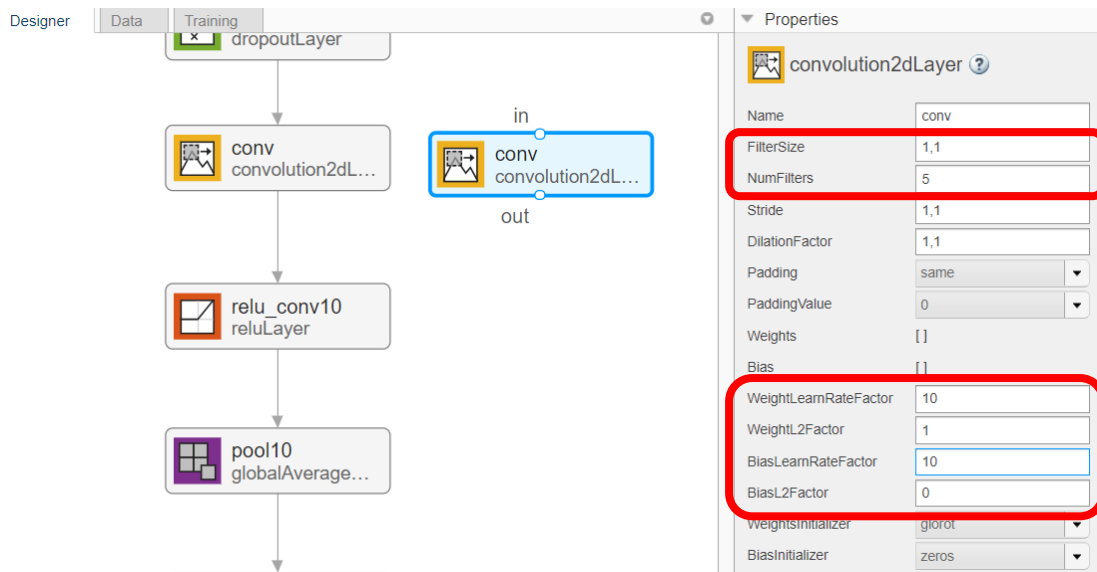 Designer
Data
Training
dropoutLayer
conv
convolution2dL...
in
conv
convolution2dL...
out
relu_conv10
reluLayer
pool10
globalAverage...
Properties
convolution2dLayer ?
Name conv
FilterSize 1,1
NumFilters 5
Stride 1,1
DilationFactor 1,1
Padding same
PaddingValue 0
Weights [ ]
Bias [ ]
WeightLearnRateFactor 10
WeightL2Factor 1
BiasLearnRateFactor 10
BiasL2Factor 0
WeightsInitializer glorot
BiasInitializer zeros